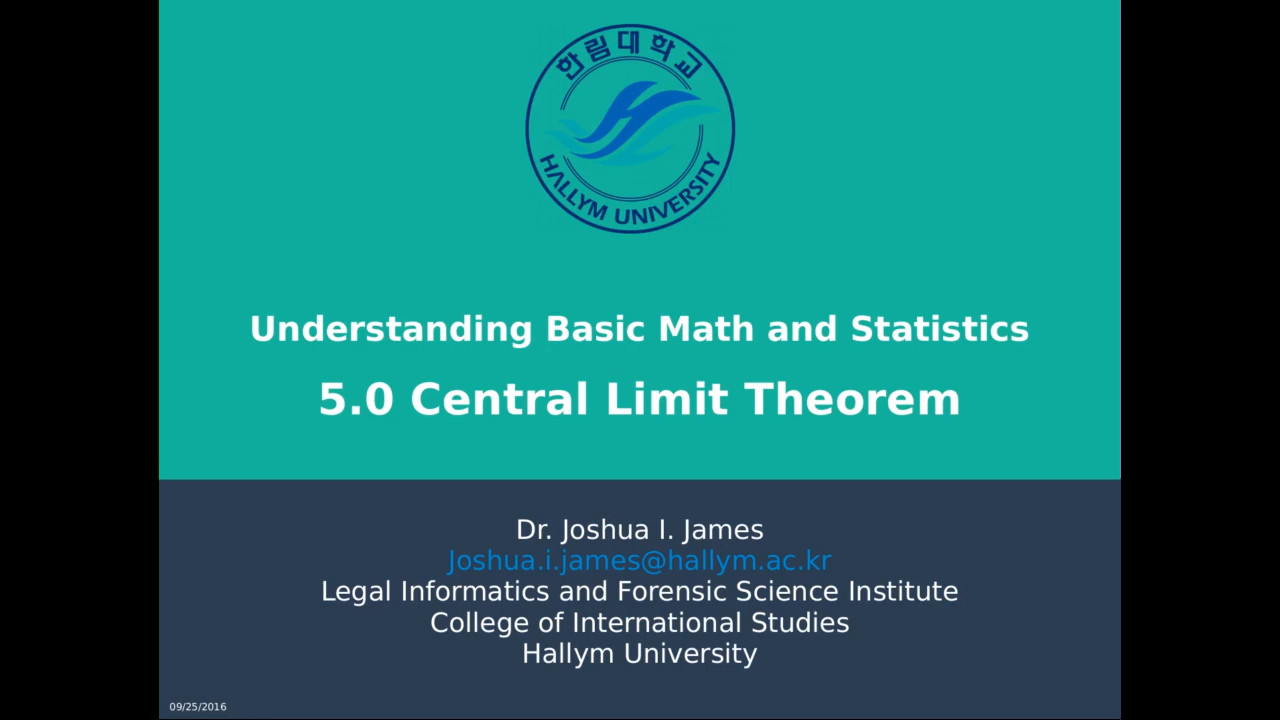 한림대학교
HALLYM UNIVERSITY
Understanding Basic Math and Statistics
5.0 Central Limit Theorem
Dr. Joshua I. James
Joshua.i.james@hallym.ac.kr
Legal Informatics and Forensic Science Institute
College of International Studies
Hallym University
09/25/2016